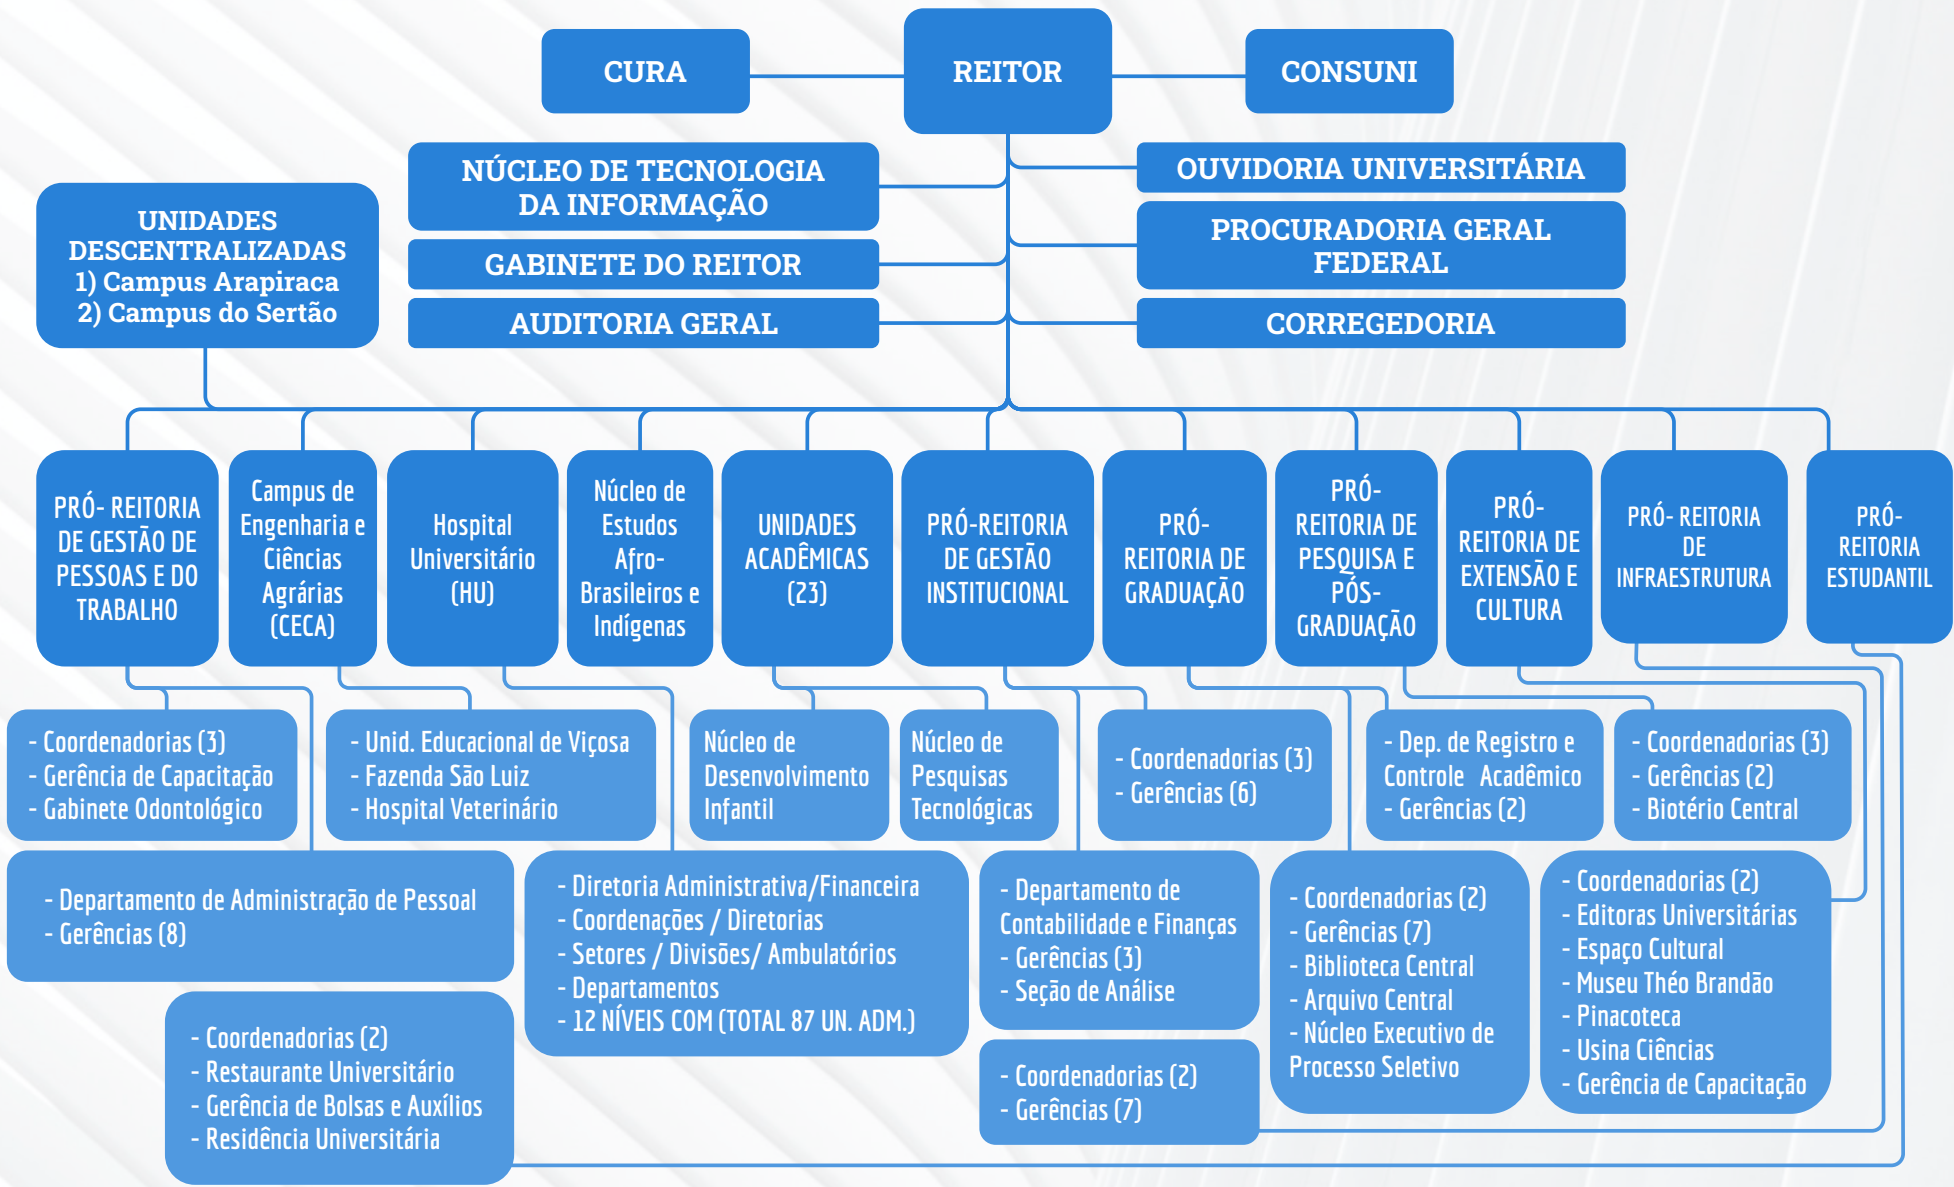 CURA
REITOR
CONSUNI
NÚCLEO DE TECNOLOGIA
DA INFORMAÇÃO
OUVIDORIA UNIVERSITÁRIA
UNIDADES
DESCENTRALIZADAS
1) Campus Arapiraca
2) Campus do Sertão
GABINETE DO REITOR
PROCURADORIA GERAL
FEDERAL
AUDITORIA GERAL
CORREGEDORIA
PRÓ- REITORIA
DE GESTÃO DE
PESSOAS E DO
TRABALHO
Campus de
Engenharia e
Ciências
Agrárias
(CECA)
Hospital
Universitário
(HU)
Núcleo de
Estudos
Afro-
Brasileiros e
Indígenas
UNIDADES
ACADÊMICAS
(23)
PRÓ-REITORIA
DE GESTÃO
INSTITUCIONAL
PRÓ-
REITORIA DE
GRADUAÇÃO
PRÓ-
REITORIA DE
PESQUISA E
PÓS-
GRADUAÇÃO
PRÓ-
REITORIA DE
EXTENSÃO E
CULTURA
PRÓ- REITORIA
DE
INFRAESTRUTURA
PRÓ-
REITORIA
ESTUDANTIL
- Coordenadorias (3)
- Gerência de Capacitação
- Gabinete Odontológico
- Unid. Educacional de Viçosa
- Fazenda São Luiz
- Hospital Veterinário
Núcleo de
Desenvolvimento
Infantil
Núcleo de
Pesquisas
Tecnológicas
- Coordenadorias (3)
- Gerências (6)
- Dep. de Registro e
Controle Acadêmico
- Gerências (2)
- Coordenadorias (3)
- Gerências (2)
- Biotério Central
- Departamento de Administração de Pessoal
- Gerências (8)
- Diretoria Administrativa/Financeira
- Coordenações / Diretorias
- Setores / Divisões/ Ambulatórios
- Departamentos
- 12 NÍVEIS COM (TOTAL 87 UN. ADM.)
- Departamento de
Contabilidade e Finanças
- Gerências (3)
- Seção de Análise
- Coordenadorias (2)
- Gerências (7)
- Biblioteca Central
- Arquivo Central
- Núcleo Executivo de
Processo Seletivo
- Coordenadorias (2)
- Editoras Universitárias
- Espaço Cultural
- Museu Théo Brandão
- Pinacoteca
- Usina Ciências
- Gerência de Capacitação
- Coordenadorias (2)
- Restaurante Universitário
- Gerência de Bolsas e Auxílios
- Residência Universitária
- Coordenadorias (2)
- Gerências (7)